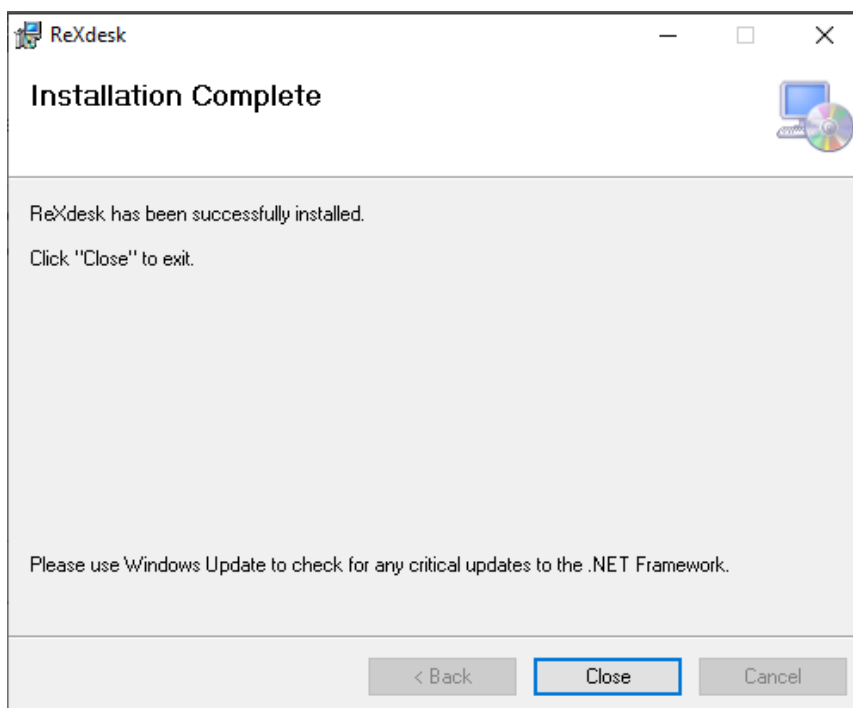 ReXdesk
Installation Complete
ReXdesk has been successfully installed.
Click "Close" to exit.
Please use Windows Update to check for any critical updates to the .NET Framework.
< Back
Close
Cancel